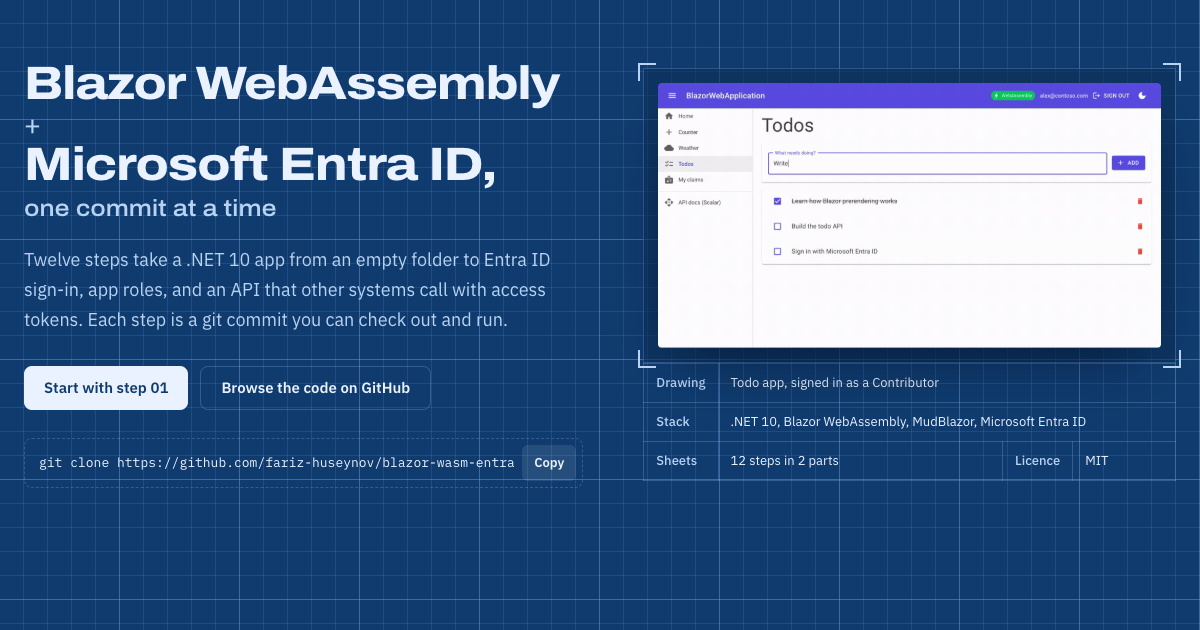 Blazor WebAssembly
+
Microsoft Entra ID,
one commit at a time
Twelve steps take a .NET 10 app from an empty folder to Entra ID
sign-in, app roles, and an API that other systems call with access
tokens. Each step is a git commit you can check out and run.
Start with step 01
Browse the code on GitHub
git clone https://github.com/fariz-huseynov/blazor-wasm-entra
Copy
BlazorWebApplication
WebAssembly
alex@contoso.com
SIGN OUT
Home
Counter
Weather
Todos
My claims
API docs (Scalar)
Todos
What needs doing?
Write
+ ADD
Learn how Blazor prerendering works
Build the todo API
Sign in with Microsoft Entra ID
Drawing Todo app, signed in as a Contributor
Stack .NET 10, Blazor WebAssembly, MudBlazor, Microsoft Entra ID
Sheets 12 steps in 2 parts Licence MIT